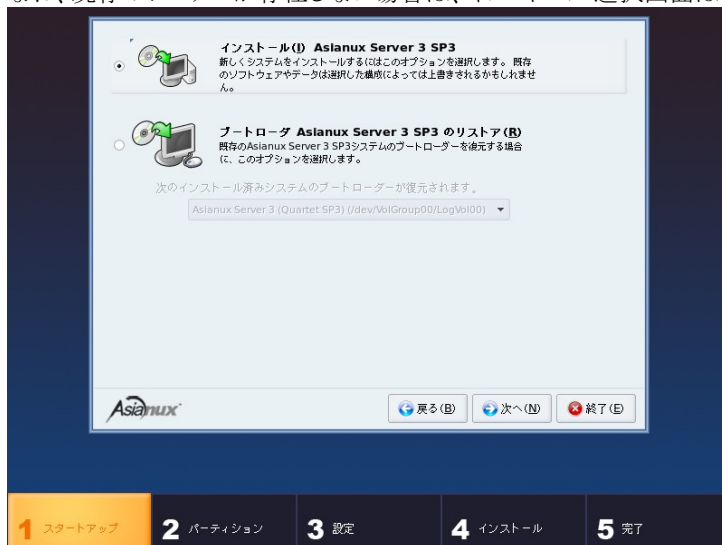 インストール(I) Asianux Server 3 SP3
新しくシステムをインストールするにはこのオプションを選択します。 既存
のソフトウェアやデータは選択した構成によっては上書きされるかもしれませ
ん。
ブートローダ Asianux Server 3 SP3 のリストア(R)
既存のAsianux Server 3 SP3システムのブートローダーを復元する場合
に、このオプションを選択します。
次のインストール済みシステムのブートローダーが復元されます。
Asianux Server 3 (Quartet SP3) (/dev/VolGroup00/LogVol00)
Asianux
戻る(B)
次へ(N)
終了(E)
1 スタートアップ
2 パーティション
3 設定
4 インストール
5 完了